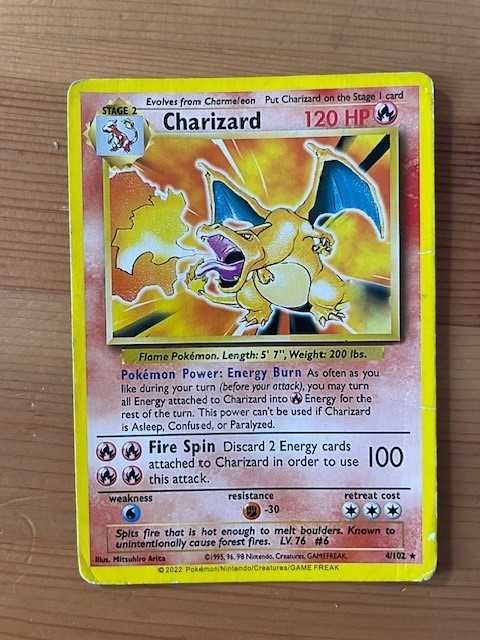 Evolves from Charmeleon Put Charizard on the Stage 1 card
STAGE 2
Charizard 120 HP
Flame Pokémon. Length: 5' 7", Weight: 200 lbs.
Pokémon Power: Energy Burn As often as you
like during your turn (before your attack), you may turn
all Energy attached to Charizard into Energy for the
rest of the turn. This power can't be used if Charizard
is Asleep, Confused, or Paralyzed.
Fire Spin Discard 2 Energy cards
attached to Charizard in order to use 100
this attack.
weakness resistance retreat cost
-30
Spits fire that is hot enough to melt boulders. Known to
unintentionally cause forest fires. LV. 76 #6
Illus. Mitsuhiro Arita ©1995, 96, 98 Nintendo, Creatures, GAMEFREAK. 4/102 ★
©2022 Pokémon/Nintendo/Creatures/GAME FREAK